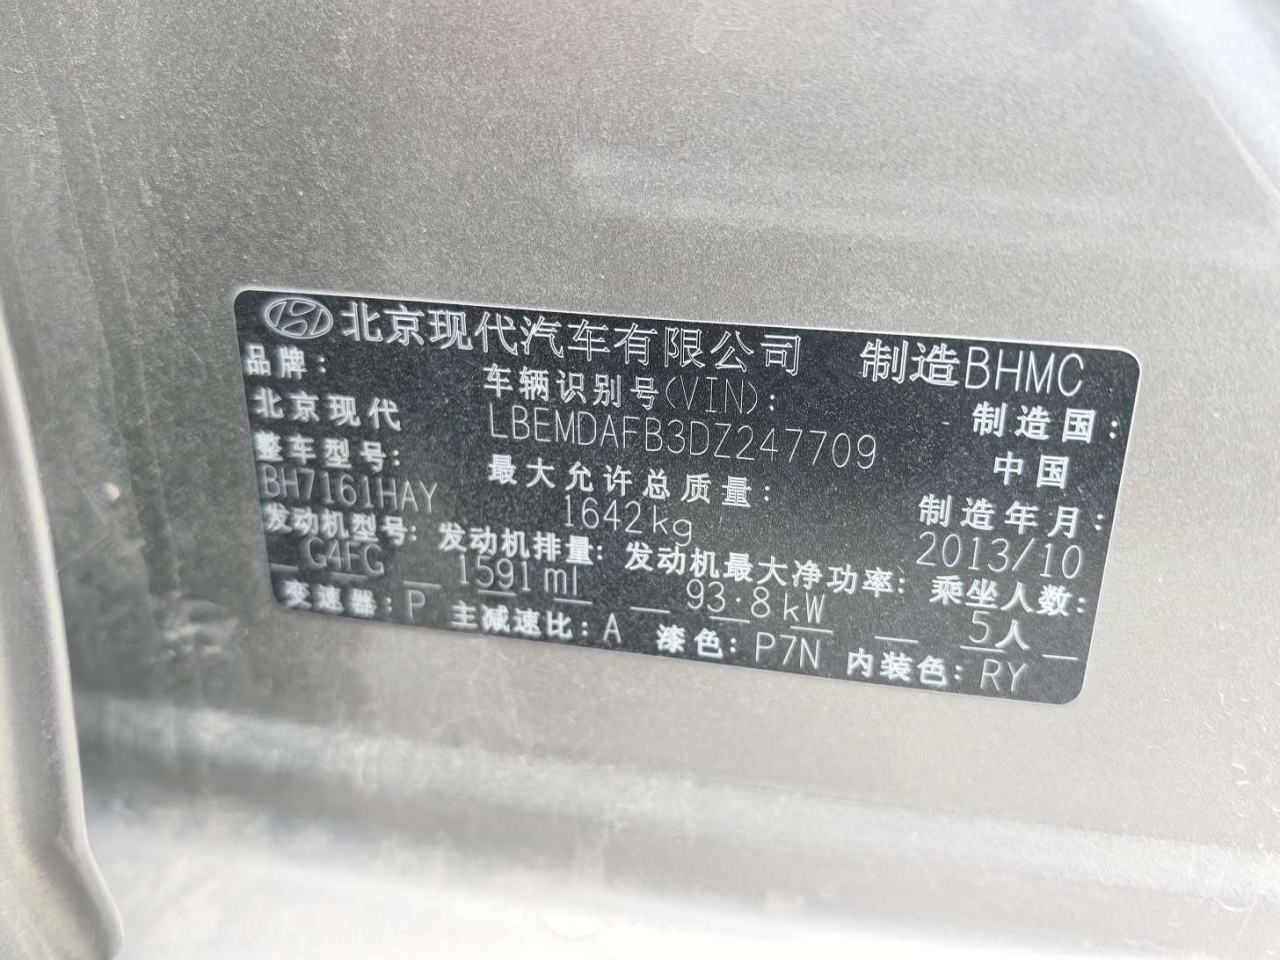 北京现代汽车有限公司 制造BHMC
品牌: 车辆识别号(VIN): 制造国:
北京现代 LBEMDAFB3DZ247709 中国
整车型号: 最大允许总质量: 制造年月:
BH7161HAY 1642kg 2013/10
发动机型号: 发动机排量: 发动机最大净功率: 乘坐人数:
G4FC 1591ml 93.8kW 5人
变速器: P 主减速比: A 漆色: P7N 内装色: RY